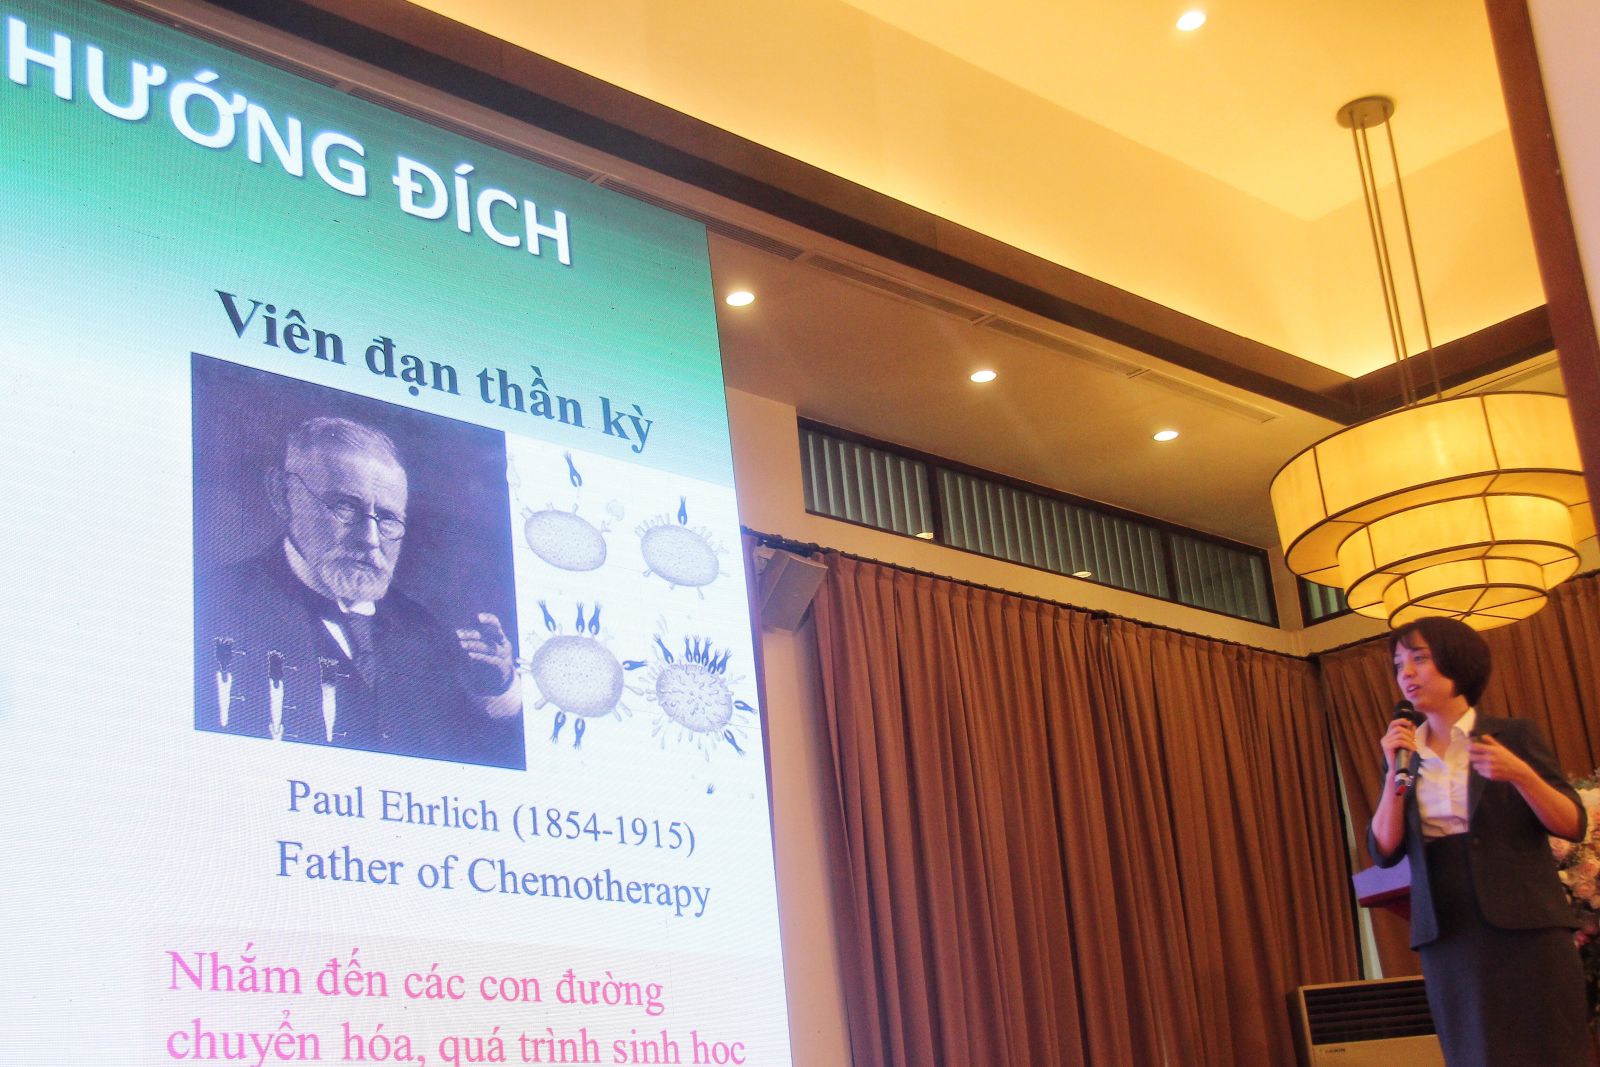 HƯỚNG ĐÍCH
Viên đạn thần kỳ
Paul Ehrlich (1854-1915)
Father of Chemotherapy
Nhắm đến các con đường
chuyển hóa, quá trình sinh học